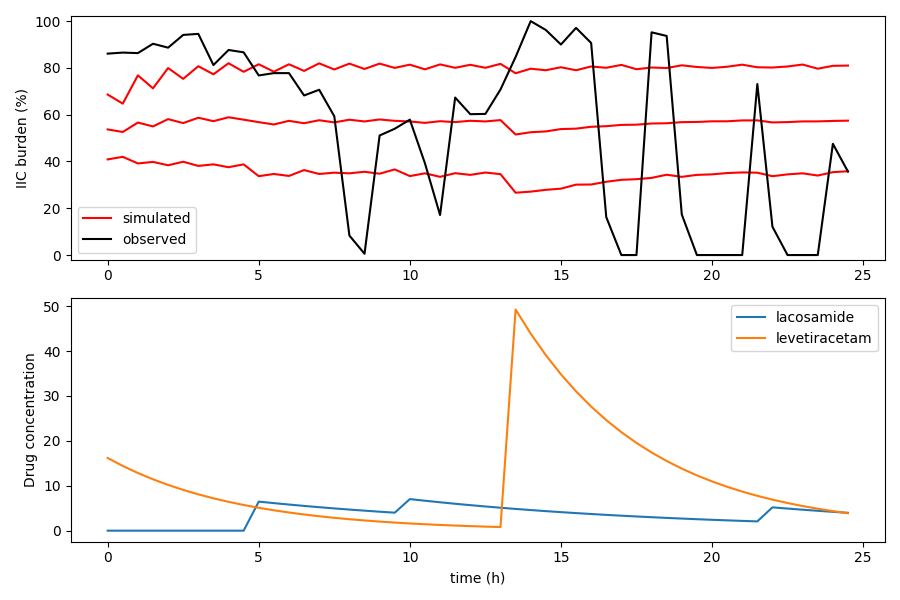 100
80
60
40
20
0
IIC burden (%)
simulated
observed
0 5 10 15 20 25
50
40
30
20
10
0
Drug concentration
lacosamide
levetiracetam
0 5 10 15 20 25
time (h)